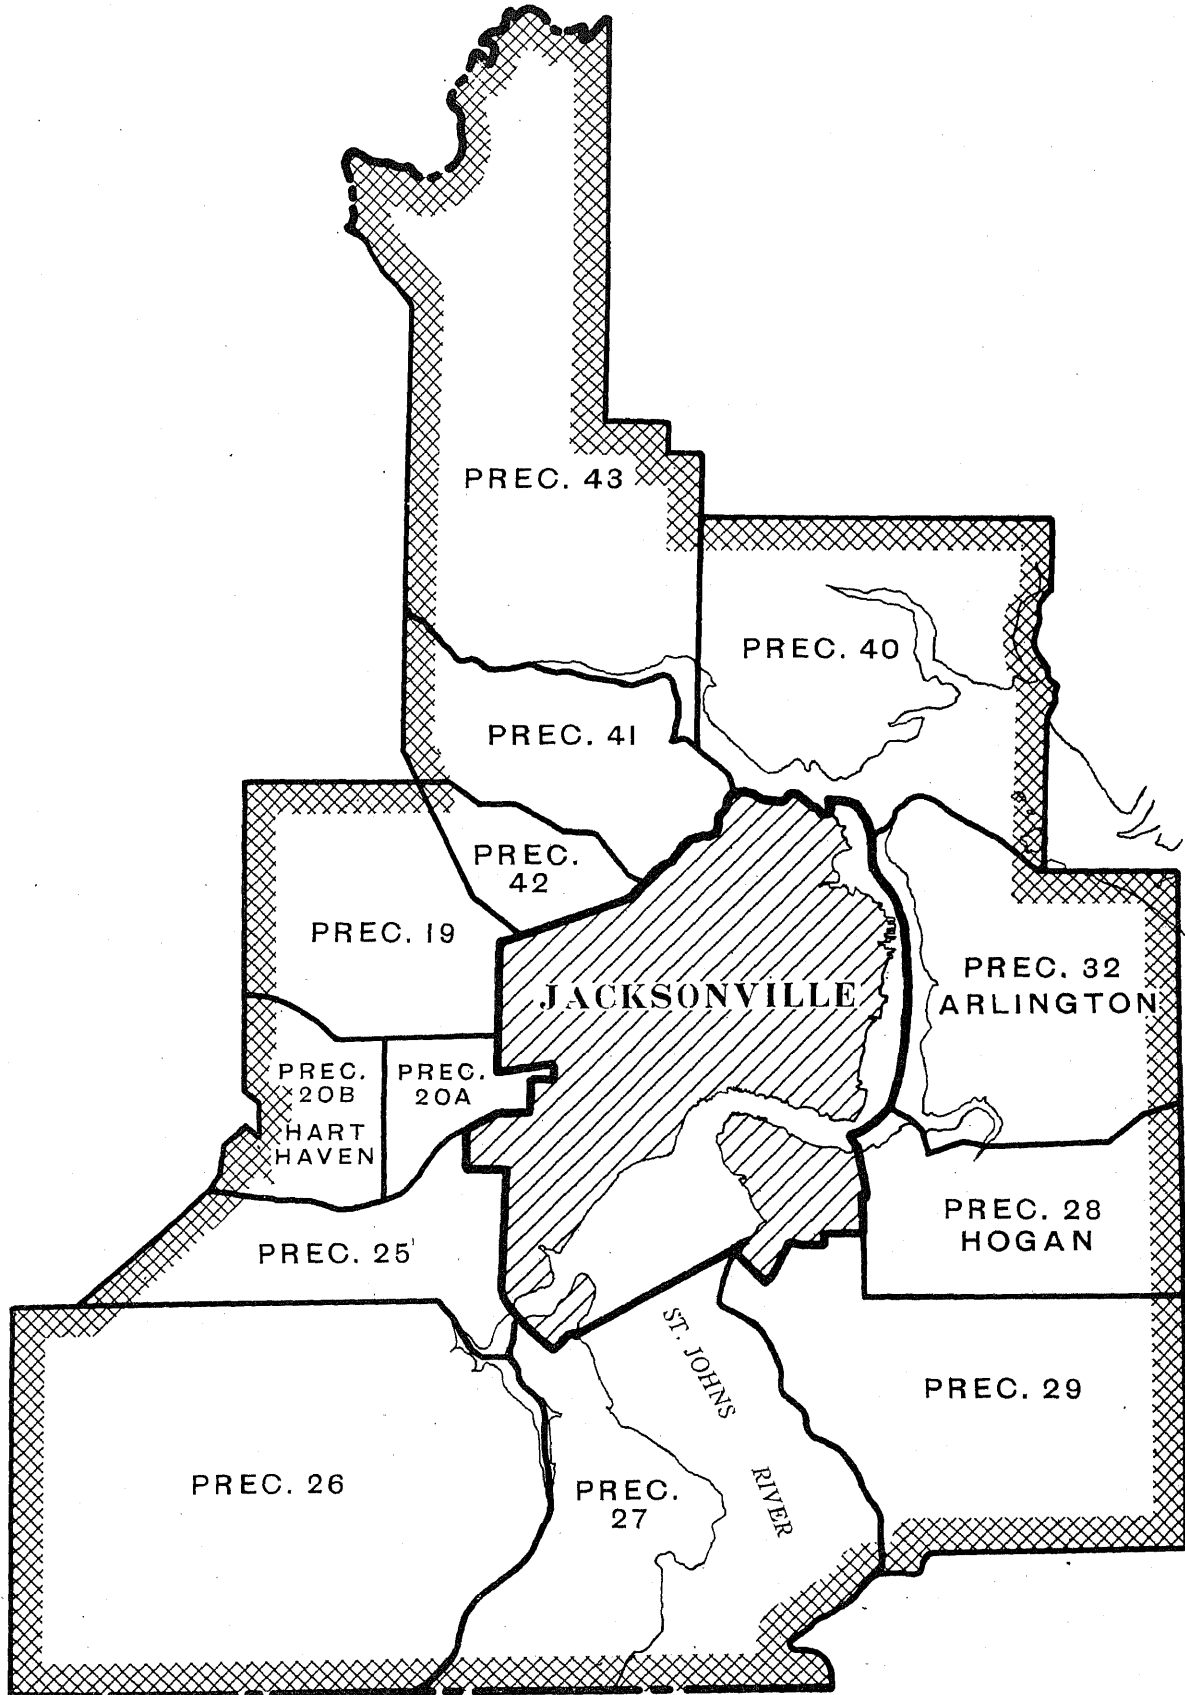 PREC. 43
PREC. 40
PREC. 41
PREC.
42
PREC. 19
JACKSONVILLE
PREC. 32
ARLINGTON
PREC.
20B
HART
HAVEN
PREC.
20A
PREC. 28
HOGAN
PREC. 25
ST. JOHNS
RIVER
PREC. 29
PREC. 26
PREC.
27